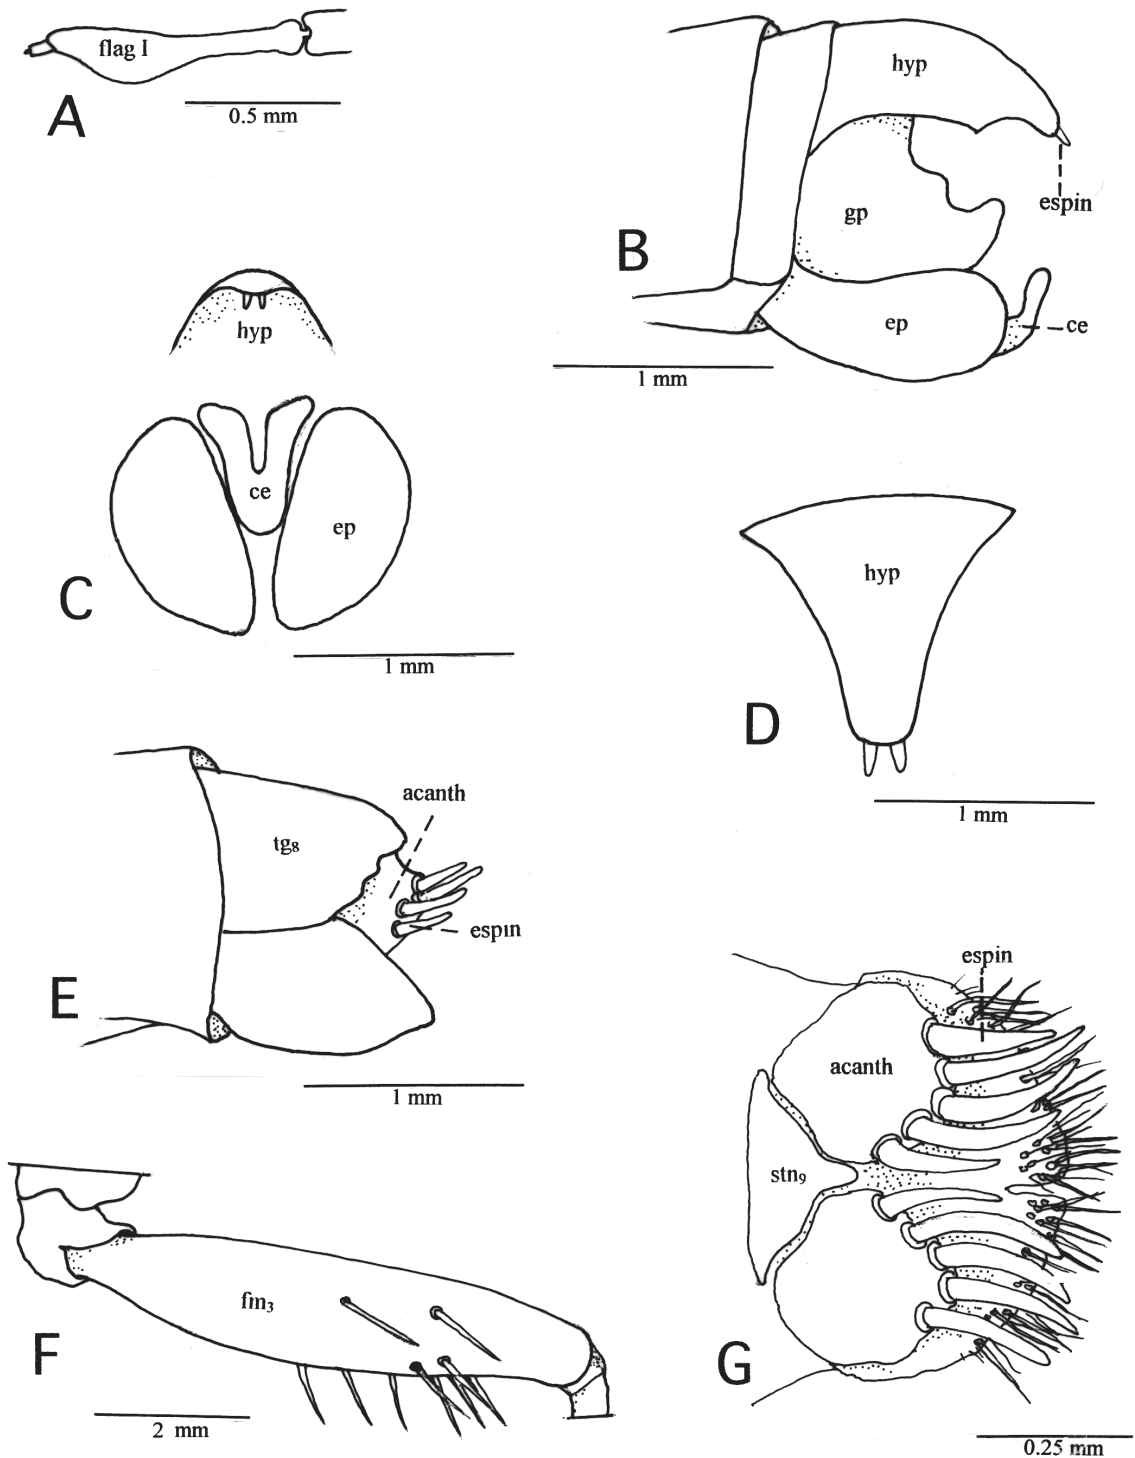 flag I
A
0.5 mm
hyp
espin
gp
B
ep
ce
1 mm
hyp
ce
ep
C
1 mm
hyp
D
1 mm
acanth
tg8
espin
E
1 mm
espin
acanth
stn9
G
0.25 mm
fm3
F
2 mm